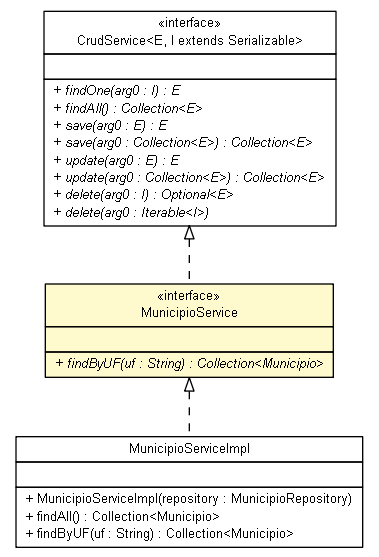 «interface»
CrudService<E, I extends Serializable>
+ findOne(arg0 : I) : E
+ findAll() : Collection<E>
+ save(arg0 : E) : E
+ save(arg0 : Collection<E>) : Collection<E>
+ update(arg0 : E) : E
+ update(arg0 : Collection<E>) : Collection<E>
+ delete(arg0 : I) : Optional<E>
+ delete(arg0 : Iterable<I>)
«interface»
MunicipioService
+ findByUF(uf : String) : Collection<Municipio>
MunicipioServiceImpl
+ MunicipioServiceImpl(repository : MunicipioRepository)
+ findAll() : Collection<Municipio>
+ findByUF(uf : String) : Collection<Municipio>